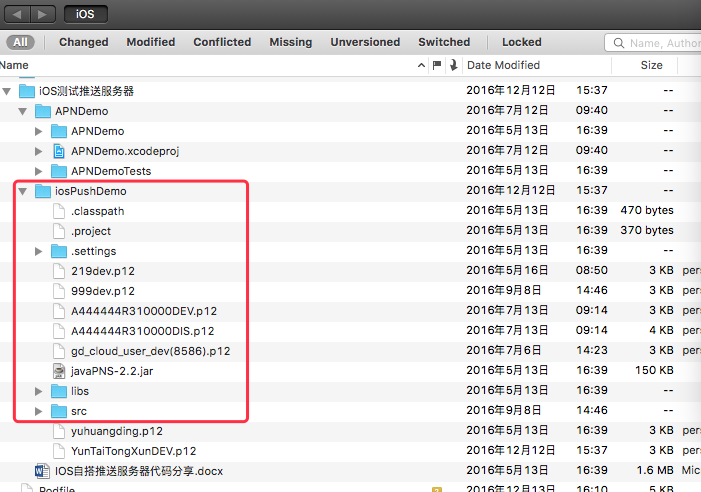 iOS
All Changed Modified Conflicted Missing Unversioned Switched Locked Name, Author
Name Date Modified Size
iOS测试推送服务器 2016年12月12日 15:37 --
APNDemo 2016年7月12日 09:40 --
APNDemo 2016年5月13日 16:39 --
APNDemo.xcodeproj 2016年7月12日 09:40 --
APNDemoTests 2016年5月13日 16:39 --
iosPushDemo 2016年12月12日 15:37 --
.classpath 2016年5月13日 16:39 470 bytes
.project 2016年5月13日 16:39 370 bytes
.settings 2016年5月13日 16:39 --
219dev.p12 2016年5月16日 08:50 3 KB pers
999dev.p12 2016年9月8日 14:46 3 KB pers
A444444R310000DEV.p12 2016年7月13日 09:14 3 KB pers
A444444R310000DIS.p12 2016年7月13日 09:14 4 KB pers
gd_cloud_user_dev(8586).p12 2016年7月6日 14:23 3 KB pers
javaPNS-2.2.jar 2016年5月13日 16:39 150 KB
libs 2016年5月13日 16:39 --
src 2016年9月8日 14:46 --
yuhuangding.p12 2016年5月13日 16:39 3 KB pers
YunTaiTongXunDEV.p12 2016年12月12日 15:37 3 KB pers
IOS自搭推送服务器代码分享.docx 2016年5月13日 16:39 1.6 MB Mic
Podfile 2016年12月13日 16:10 5 KB